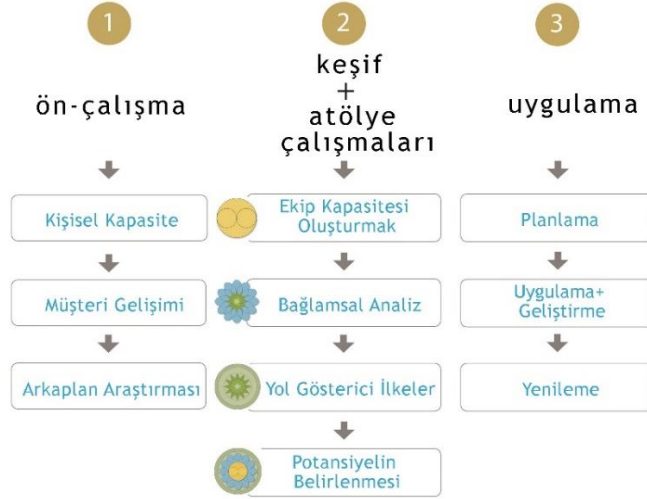 1
ön-çalışma
Kişisel Kapasite
Müşteri Gelişimi
Arkaplan Araştırması
2
keşif
+
atölye
çalışmaları
Ekip Kapasitesi
Oluşturmak
Bağlamsal Analiz
Yol Gösterici İlkeler
Potansiyelin
Belirlenmesi
3
uygulama
Planlama
Uygulama+
Geliştirme
Yenileme